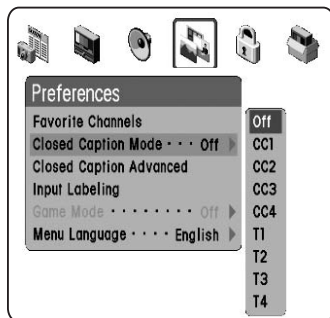 Preferences
Favorite Channels
Closed Caption Mode · · · Off
Closed Caption Advanced
Input Labeling
Game Mode · · · · · · · · Off
Menu Language · · · · English
Off
CC1
CC2
CC3
CC4
T1
T2
T3
T4